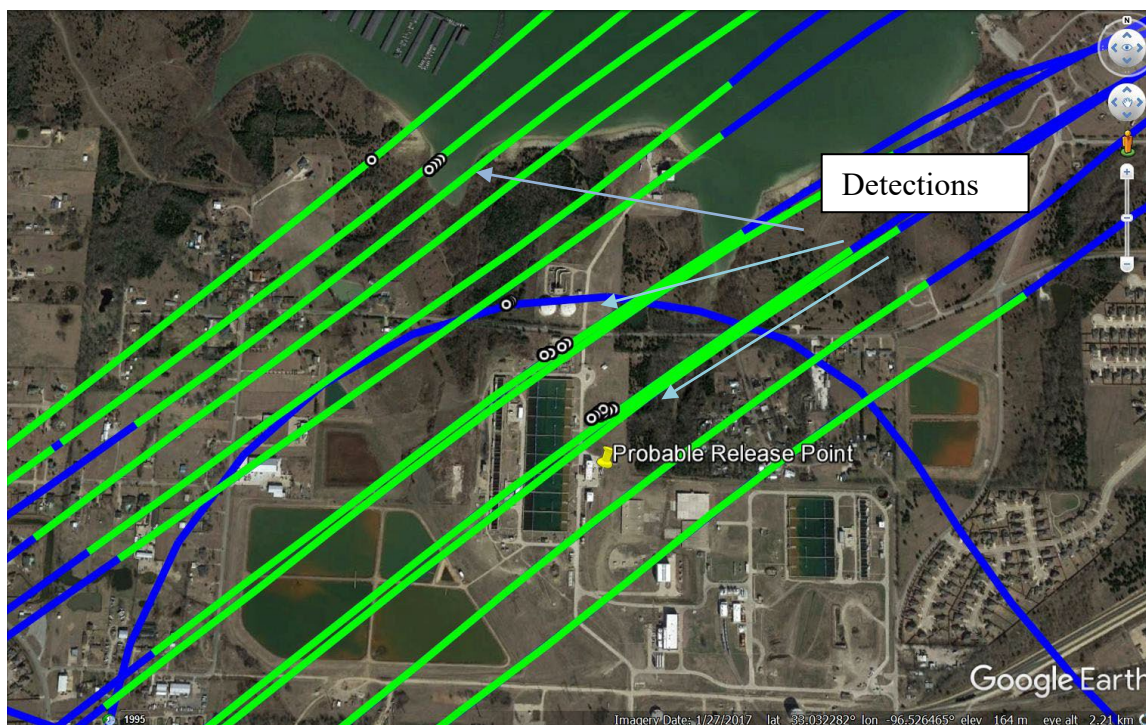 N
Detections
Probable Release Point
Google Earth
1995
Imagery Date: 1/27/2017 lat 33.032282° lon -96.526465° elev 164 m eye alt 2.21 km